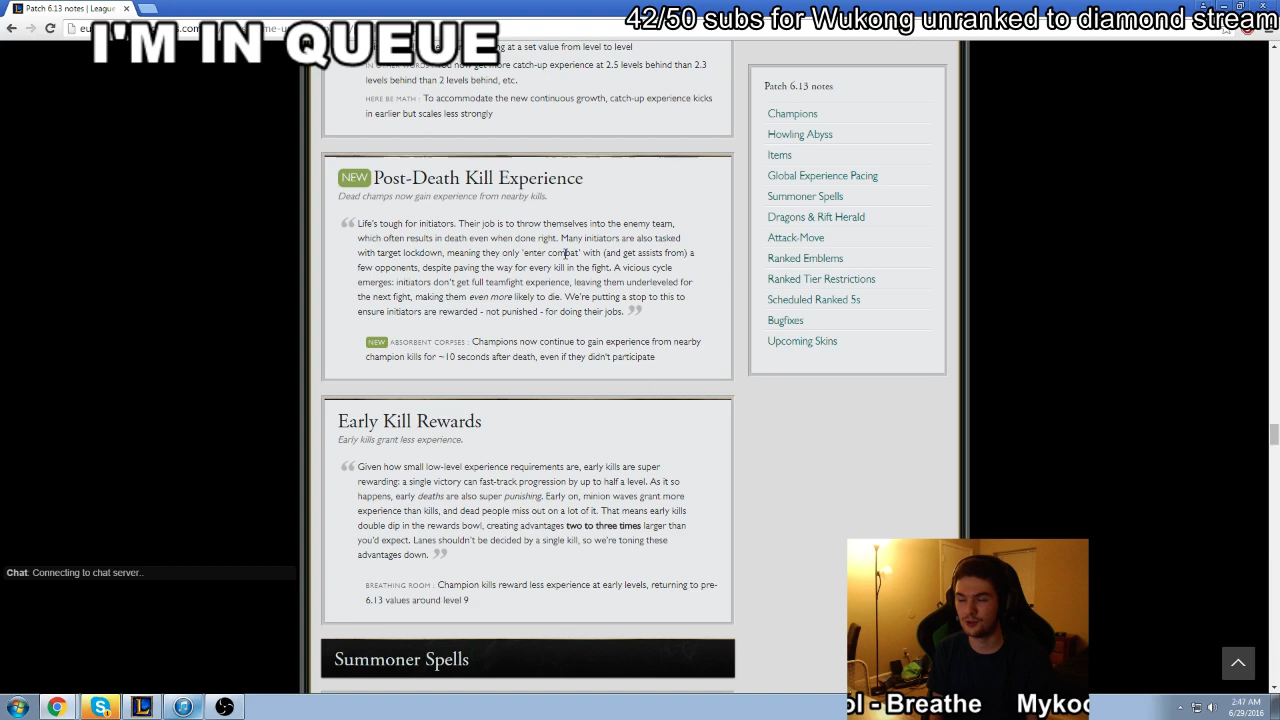 Patch 6.13 notes | League
I'M IN QUEUE
42/50 subs for Wukong unranked to diamond stream
at a set value from level to level
now get more catch-up experience at 2.5 levels behind than 2.3
levels behind than 2 levels behind, etc.
HERE BE MATH : To accommodate the new continuous growth, catch-up experience kicks
in earlier but scales less strongly
NEW Post-Death Kill Experience
Dead champs now gain experience from nearby kills.
Life's tough for initiators. Their job is to throw themselves into the enemy team,
which often results in death even when done right. Many initiators are also tasked
with target lockdown, meaning they only 'enter combat' with (and get assists from) a
few opponents, despite paving the way for every kill in the fight. A vicious cycle
emerges: initiators don't get full teamfight experience, leaving them underleveled for
the next fight, making them even more likely to die. We're putting a stop to this to
ensure initiators are rewarded - not punished - for doing their jobs.
NEW ABSORBENT CORPSES : Champions now continue to gain experience from nearby
champion kills for ~10 seconds after death, even if they didn't participate
Early Kill Rewards
Early kills grant less experience.
Given how small low-level experience requirements are, early kills are super
rewarding: a single victory can fast-track progression by up to half a level. As it so
happens, early deaths are also super punishing. Early on, minion waves grant more
experience than kills, and dead people miss out on a lot of it. That means early kills
double dip in the rewards bowl, creating advantages two to three times larger than
you'd expect. Lanes shouldn't be decided by a single kill, so we're toning these
advantages down.
BREATHING ROOM : Champion kills reward less experience at early levels, returning to pre-
6.13 values around level 9
Summoner Spells
Patch 6.13 notes
Champions
Howling Abyss
Items
Global Experience Pacing
Summoner Spells
Dragons & Rift Herald
Attack-Move
Ranked Emblems
Ranked Tier Restrictions
Scheduled Ranked 5s
Bugfixes
Upcoming Skins
Chat: Connecting to chat server..
ol - Breathe Mykoo
2:47 AM
6/29/2016